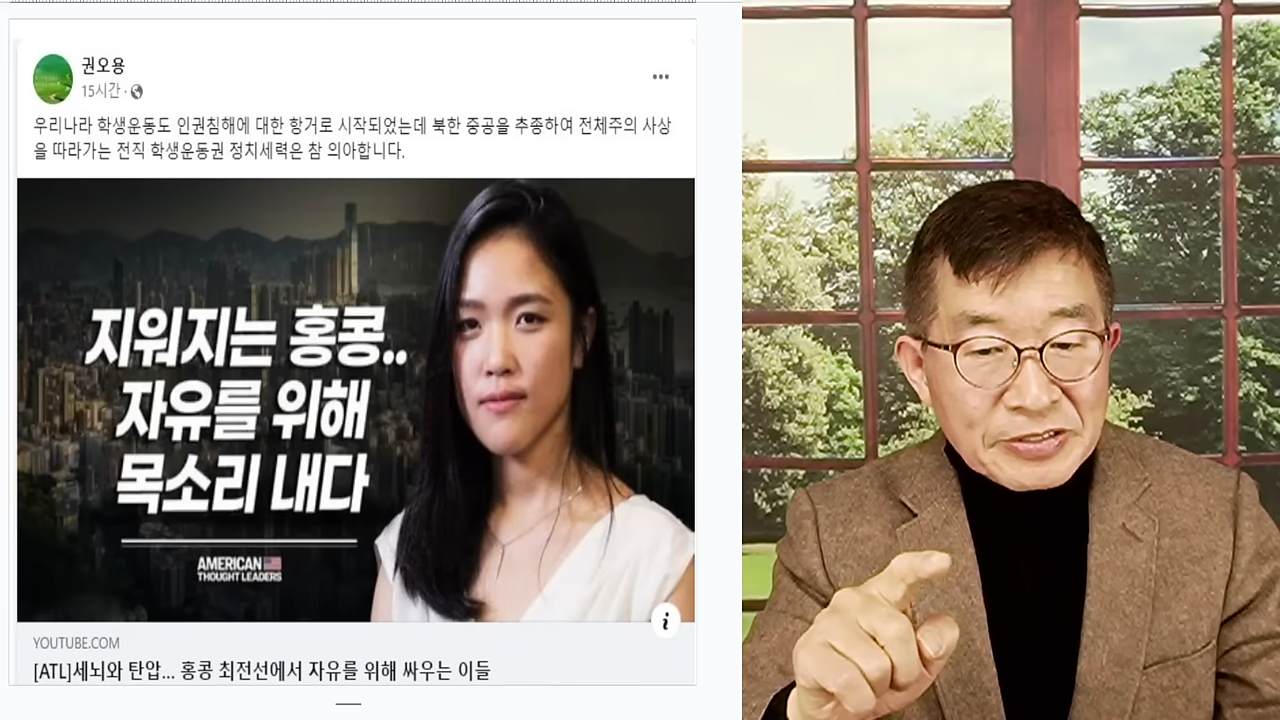 권오용
15시간 ·
우리나라 학생운동도 인권침해에 대한 항거로 시작되었는데 북한 중공을 추종하여 전체주의 사상
을 따라가는 전직 학생운동권 정치세력은 참 의아합니다.
지워지는 홍콩..
자유를 위해
목소리 내다
AMERICAN
THOUGHT LEADERS
i
YOUTUBE.COM
[ATL]세뇌와 탄압... 홍콩 최전선에서 자유를 위해 싸우는 이들